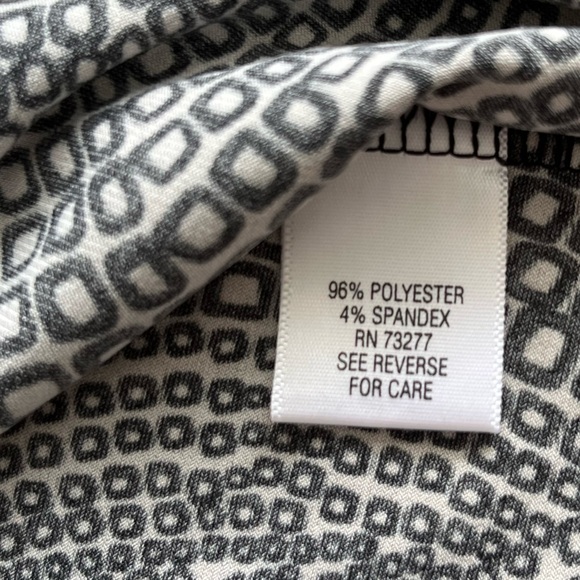 96% POLYESTER
4% SPANDEX
RN 73277
SEE REVERSE
FOR CARE